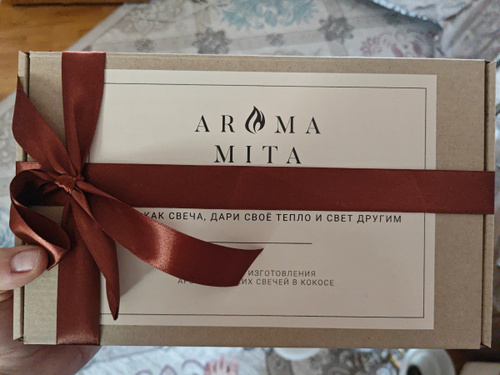 AROMA
MITA
КАК СВЕЧА, ДАРИ СВОЁ ТЕПЛО И СВЕТ ДРУГИМ
ИЗГОТОВЛЕНИЯ
СВЕЧЕЙ В КОКОСЕ